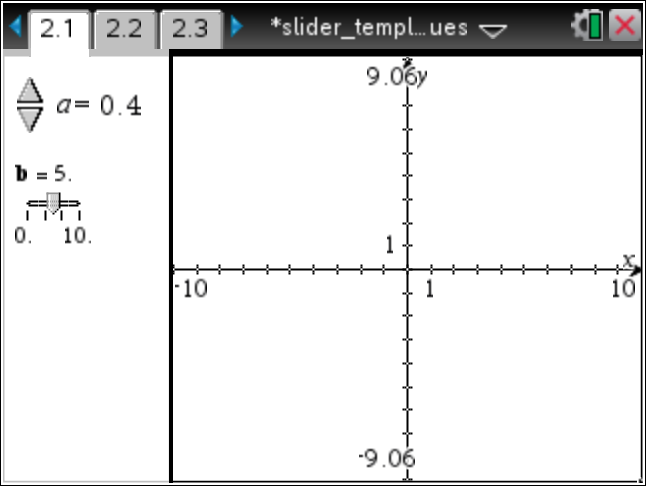 2.1 2.2 2.3 *slider_templ...ues
9.06 y
a= 0.4
b = 5.
0. 10.
1
x
-10 1 10
-9.06